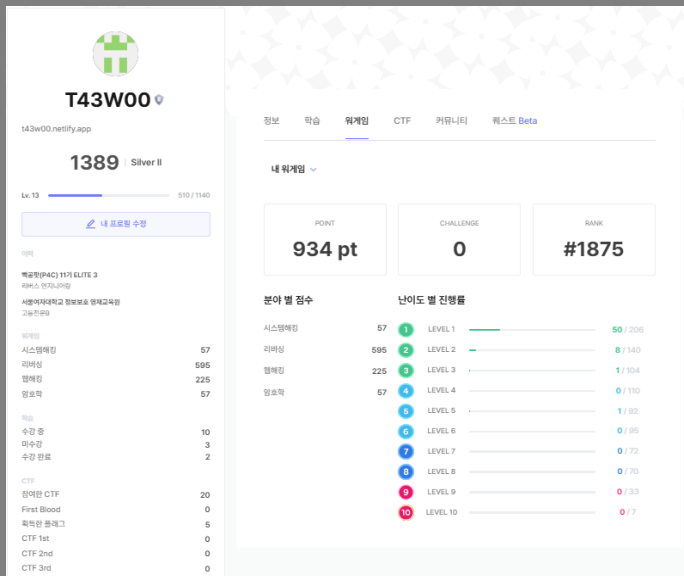 T43W00
t43w00.netlify.app
1389 Silver II
Lv. 13 510 / 1140
내 프로필 수정
이력
빡공팟(P4C) 11기 ELITE 3
리버스 엔지니어링
서울여자대학교 정보보호 영재교육원
고등전문B
워게임
시스템해킹 57
리버싱 595
웹해킹 225
암호학 57
학습
수강 중 10
미수강 3
수강 완료 2
CTF
참여한 CTF 20
First Blood 0
획득한 플래그 5
CTF 1st 0
CTF 2nd 0
CTF 3rd 0
정보 학습 워게임 CTF 커뮤니티 퀘스트 Beta
내 워게임
POINT
934 pt
CHALLENGE
0
RANK
#1875
분야 별 점수
시스템해킹 57
리버싱 595
웹해킹 225
암호학 57
난이도 별 진행률
1 LEVEL 1 50 / 206
2 LEVEL 2 8 / 140
3 LEVEL 3 1 / 104
4 LEVEL 4 0 / 110
5 LEVEL 5 1 / 82
6 LEVEL 6 0 / 95
7 LEVEL 7 0 / 72
8 LEVEL 8 0 / 70
9 LEVEL 9 0 / 33
10 LEVEL 10 0 / 7